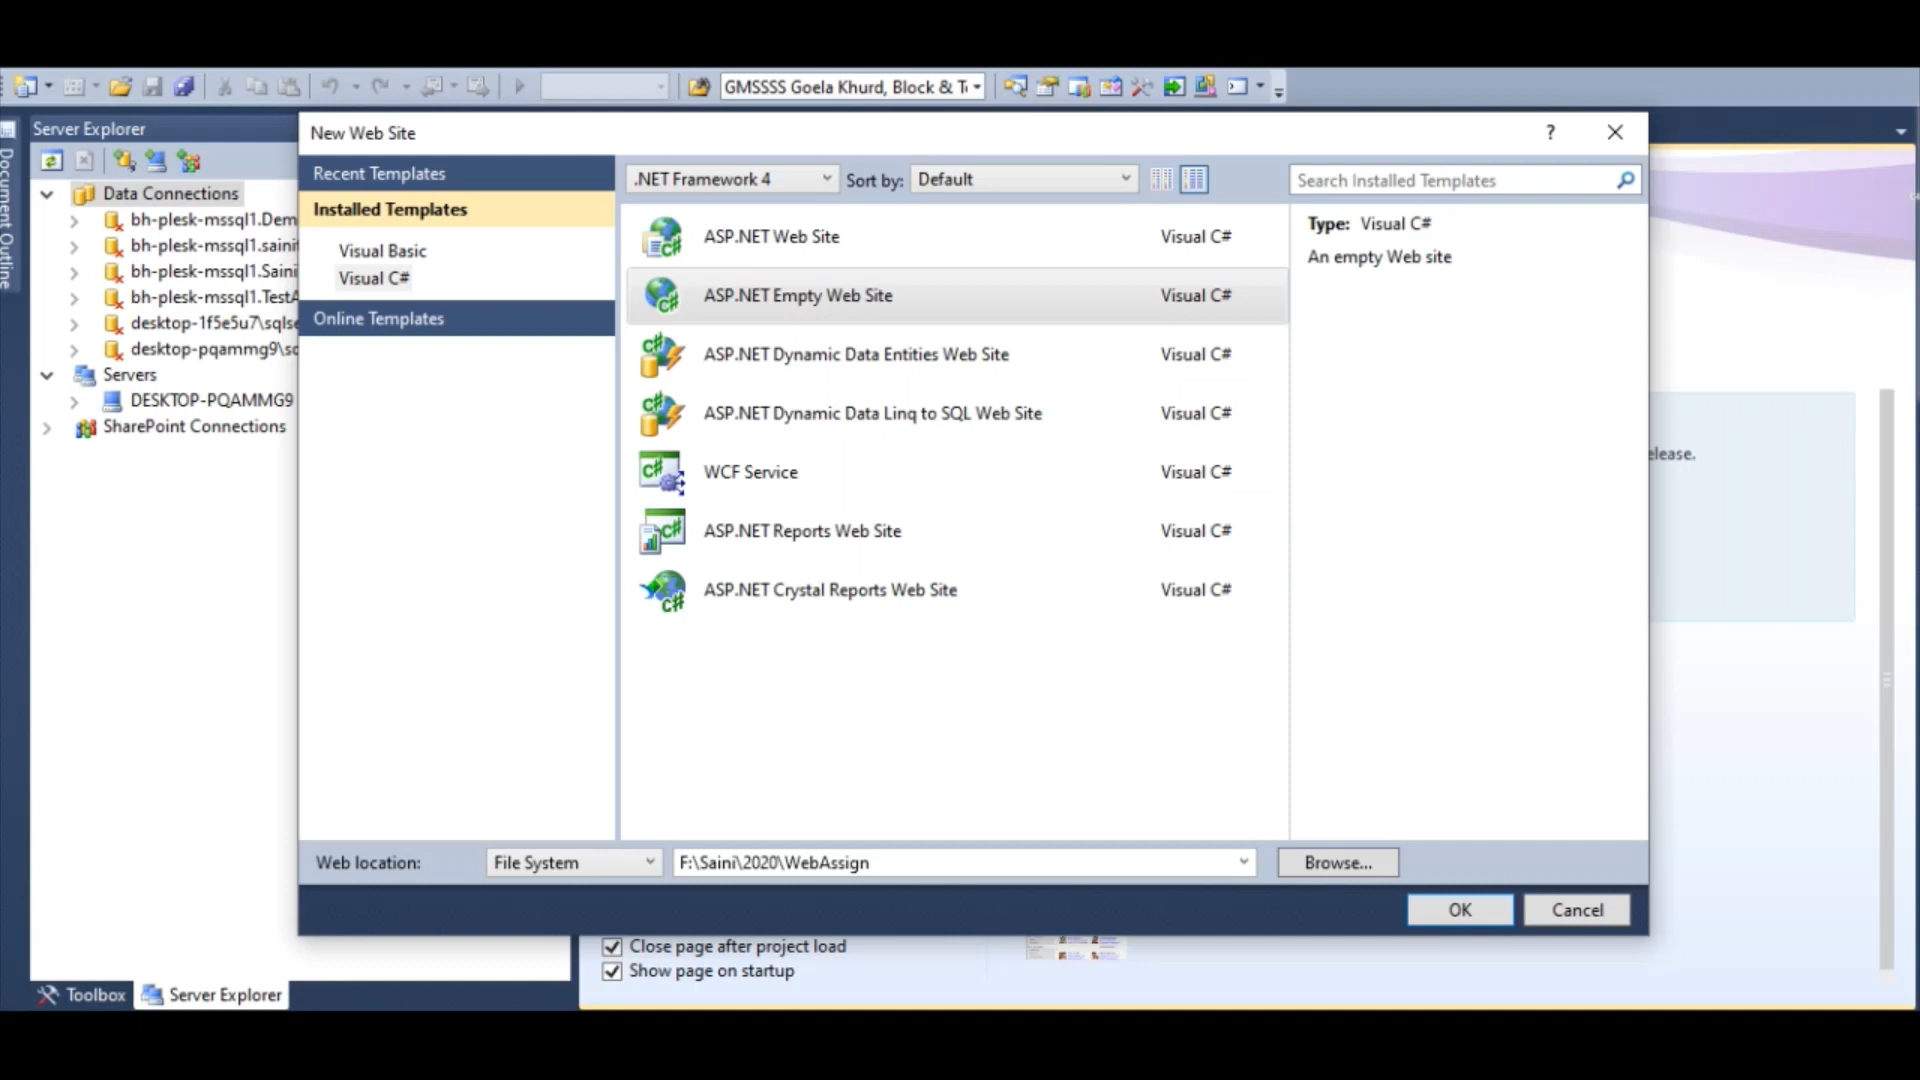 GMSSSS Goela Khurd, Block & T
Document Outline
Server Explorer
Data Connections
bh-plesk-mssql1.Dem
bh-plesk-mssql1.saini
bh-plesk-mssql1.Saini
bh-plesk-mssql1.TestA
desktop-1f5e5u7\sqlse
desktop-pqammg9\sq
Servers
DESKTOP-PQAMMG9
SharePoint Connections
Toolbox
Server Explorer
New Web Site
?
Recent Templates
Installed Templates
Visual Basic
Visual C#
Online Templates
.NET Framework 4
Sort by: Default
Search Installed Templates
ASP.NET Web Site Visual C#
ASP.NET Empty Web Site Visual C#
ASP.NET Dynamic Data Entities Web Site Visual C#
ASP.NET Dynamic Data Linq to SQL Web Site Visual C#
WCF Service Visual C#
ASP.NET Reports Web Site Visual C#
ASP.NET Crystal Reports Web Site Visual C#
Type: Visual C#
An empty Web site
elease.
Web location: File System F:\Saini\2020\WebAssign Browse...
OK Cancel
Close page after project load
Show page on startup